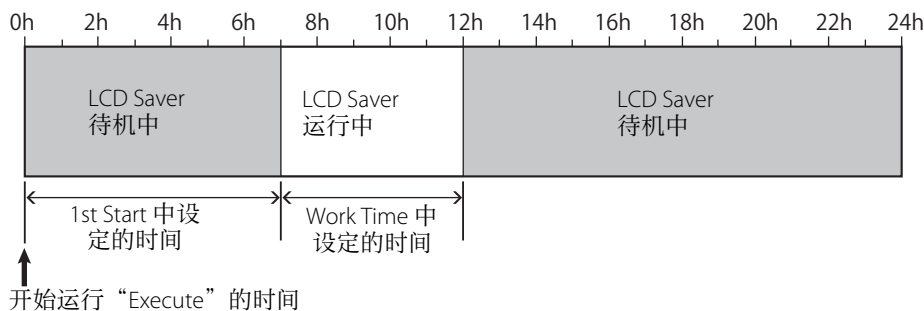 0h 2h 4h 6h 8h 10h 12h 14h 16h 18h 20h 22h 24h
LCD Saver
待机中
LCD Saver
运行中
LCD Saver
待机中
1st Start 中设
定的时间
Work Time 中
设定的时间
开始运行“Execute”的时间